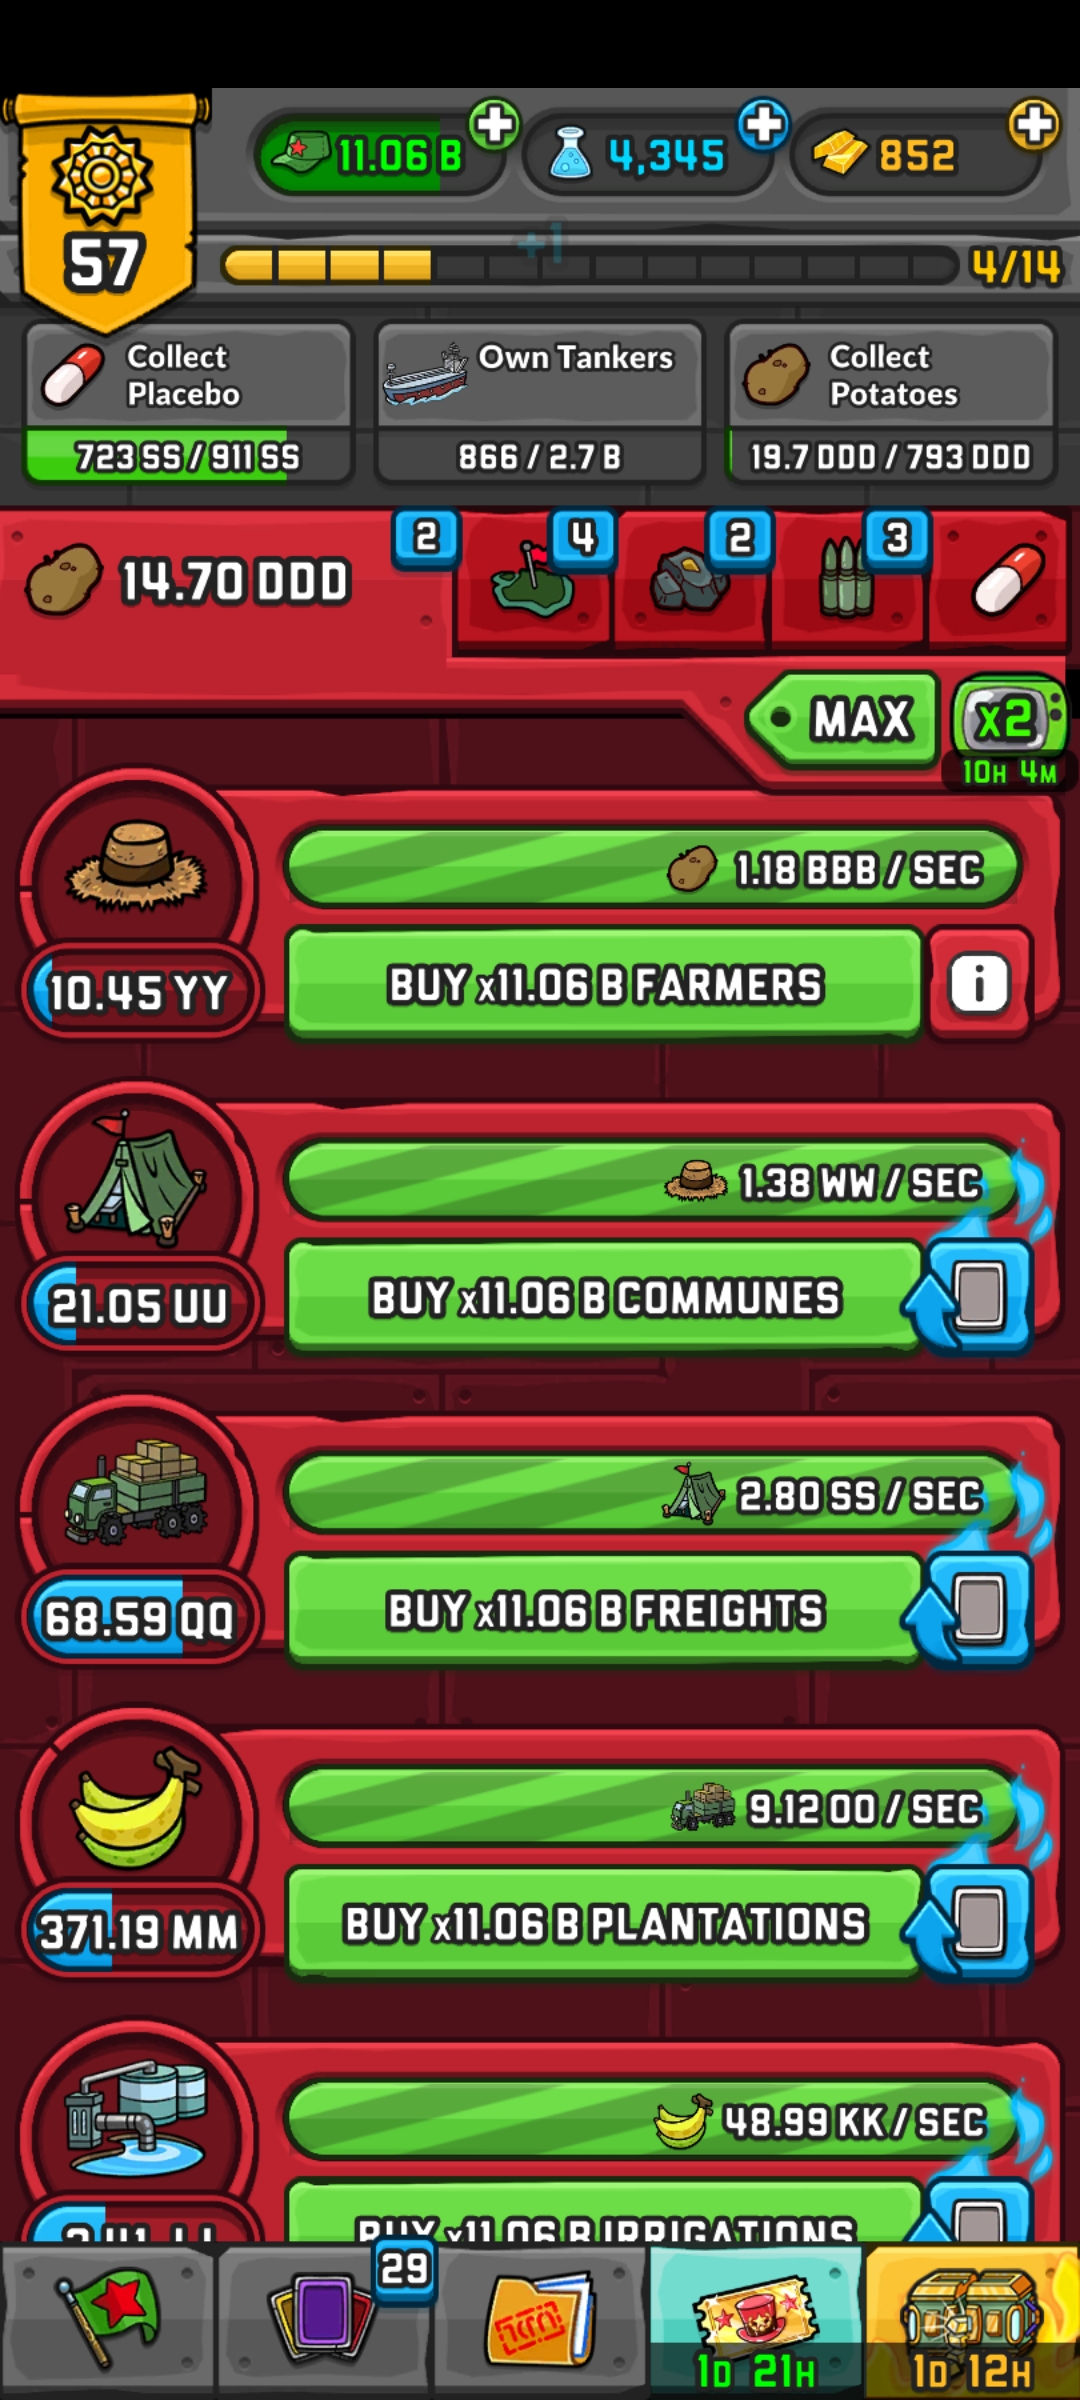 11.06 B
4,345
852
57
+1
4/14
Collect
Placebo
723 SS / 911 SS
Own Tankers
866 / 2.7 B
Collect
Potatoes
19.7 DDD / 793 DDD
14.70 DDD
2
4
2
3
MAX
x2
10H 4M
1.18 BBB / SEC
10.45 YY
BUY x11.06 B FARMERS
i
1.38 WW / SEC
21.05 UU
BUY x11.06 B COMMUNES
2.80 SS / SEC
68.59 QQ
BUY x11.06 B FREIGHTS
9.12 OO / SEC
371.19 MM
BUY x11.06 B PLANTATIONS
48.99 KK / SEC
BUY x11.06 B IRRIGATIONS
29
1D 21H
1D 12H